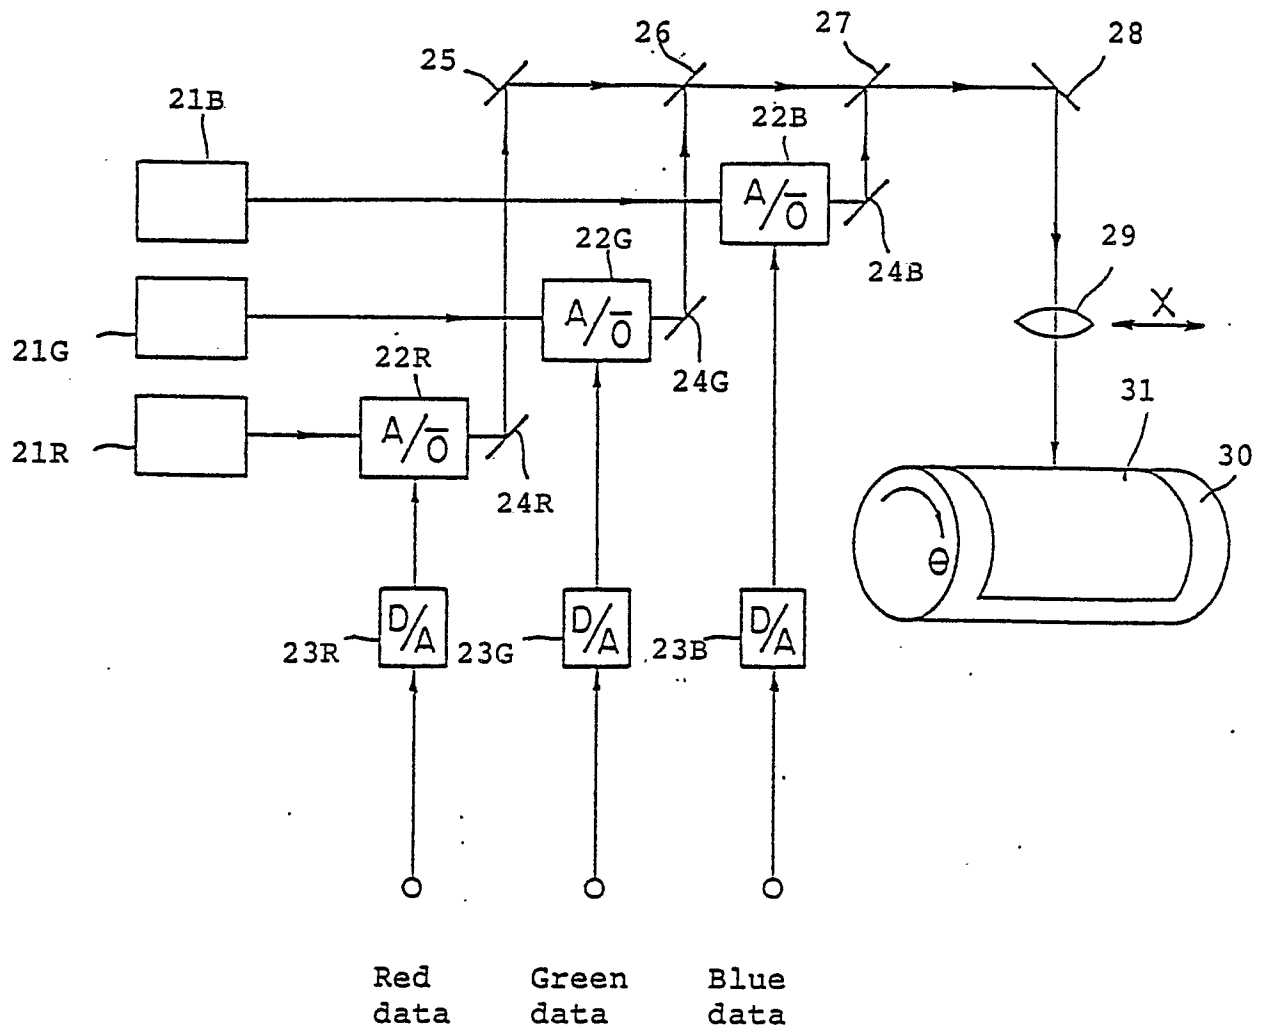 25
26
27
28
21B
22B
A/O̅
24B
29
X
22G
A/O̅
21G
24G
22R
A/O̅
21R
24R
31
30
Θ
D/A
23R
D/A
23G
D/A
23B
Red data
Green data
Blue data